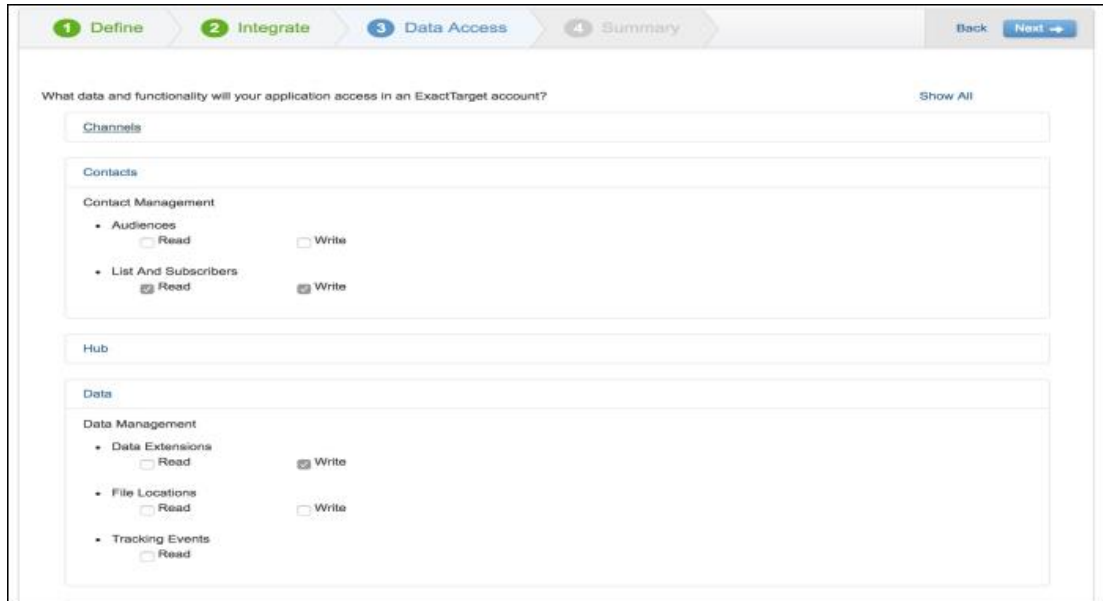 1 Define 2 Integrate 3 Data Access 4 Summary Back Next
What data and functionality will your application access in an ExactTarget account? Show All
Channels
Contacts
Contact Management
• Audiences
Read Write
• List And Subscribers
Read Write
Hub
Data
Data Management
• Data Extensions
Read Write
• File Locations
Read Write
• Tracking Events
Read